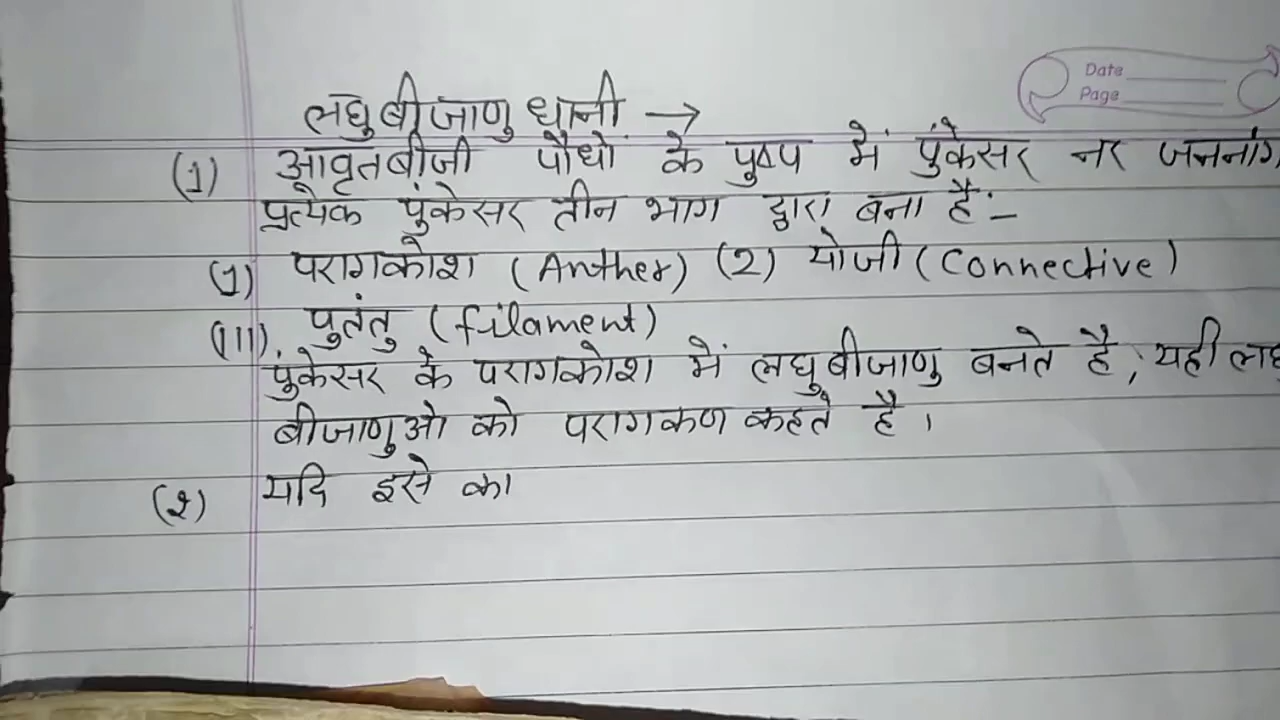 Date
Page
लघुबीजाणुधानी →
(1) आवृतबीजी पौधों के पुष्प में पुंकेसर नर जननांग
प्रत्येक पुंकेसर तीन भाग द्वारा बना है:-
(1) परागकोश (Anther) (2) योजी (Connective)
(III) पुतंतु (filament)
पुंकेसर के परागकोश में लघुबीजाणु बनते है, यही लघु
बीजाणुओ को परागकण कहते है।
(2) यदि इसे का